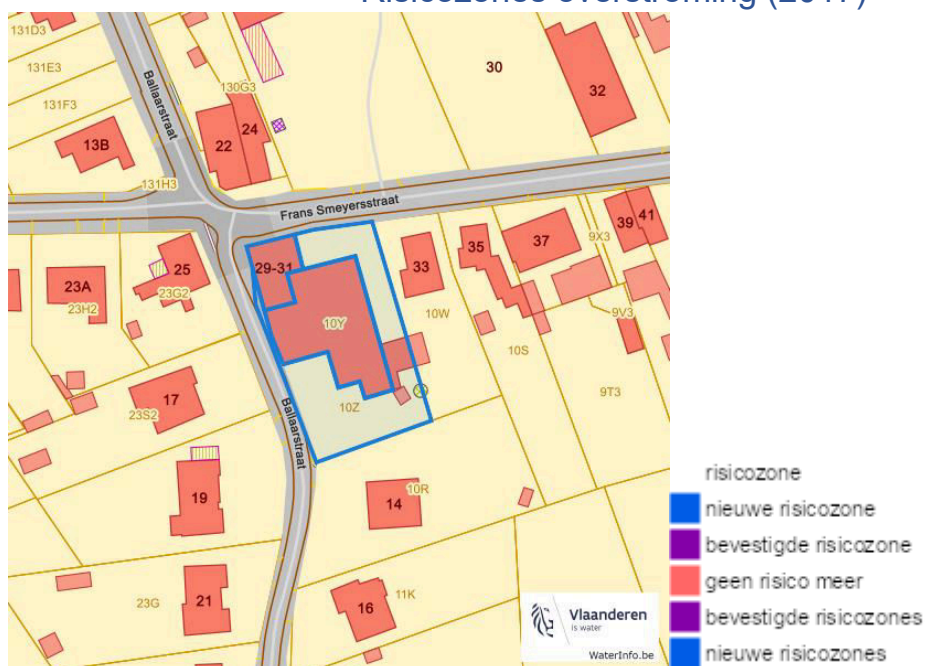 Risicozones overstroming (2017)
131D3
131E3
131F3
13B
131H3
Ballaarstraat
130G3
22
24
30
32
Frans Smeyersstraat
23A
23H2
25
23G2
29-31
33
35
37
9X3
39
41
10Y
10W
9V3
10S
9T3
10Z
17
23S2
Ballaarstraat
19
10R
14
23G
21
16
11K
Vlaanderen
is water
WaterInfo.be
risicozone
nieuwe risicozone
bevestigde risicozone
geen risico meer
bevestigde risicozones
nieuwe risicozones